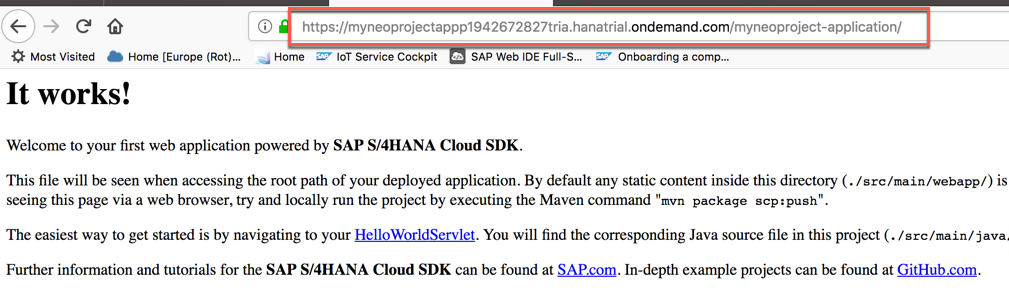 https://myneoprojectappp1942672827tria.hanatrial.ondemand.com/myneoproject-application/
Most Visited Home [Europe (Rot)... Home IoT Service Cockpit SAP Web IDE Full-S... Onboarding a comp...
It works!
Welcome to your first web application powered by SAP S/4HANA Cloud SDK.
This file will be seen when accessing the root path of your deployed application. By default any static content inside this directory (./src/main/webapp/) is
seeing this page via a web browser, try and locally run the project by executing the Maven command "mvn package scp:push".
The easiest way to get started is by navigating to your HelloWorldServlet. You will find the corresponding Java source file in this project (./src/main/java,
Further information and tutorials for the SAP S/4HANA Cloud SDK can be found at SAP.com. In-depth example projects can be found at GitHub.com.